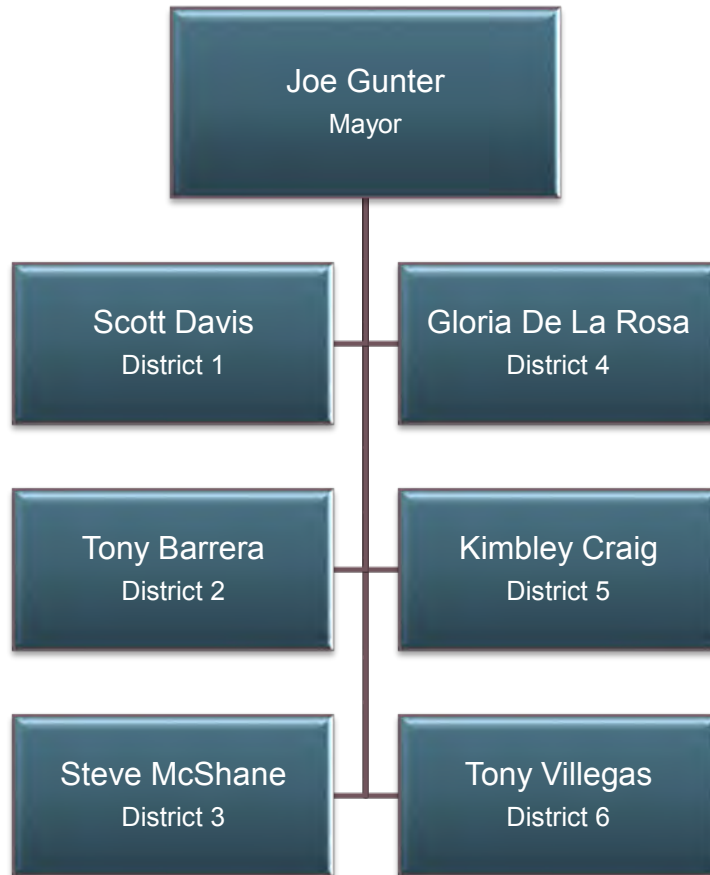 Joe Gunter
Mayor
Scott Davis
District 1
Gloria De La Rosa
District 4
Tony Barrera
District 2
Kimbley Craig
District 5
Steve McShane
District 3
Tony Villegas
District 6